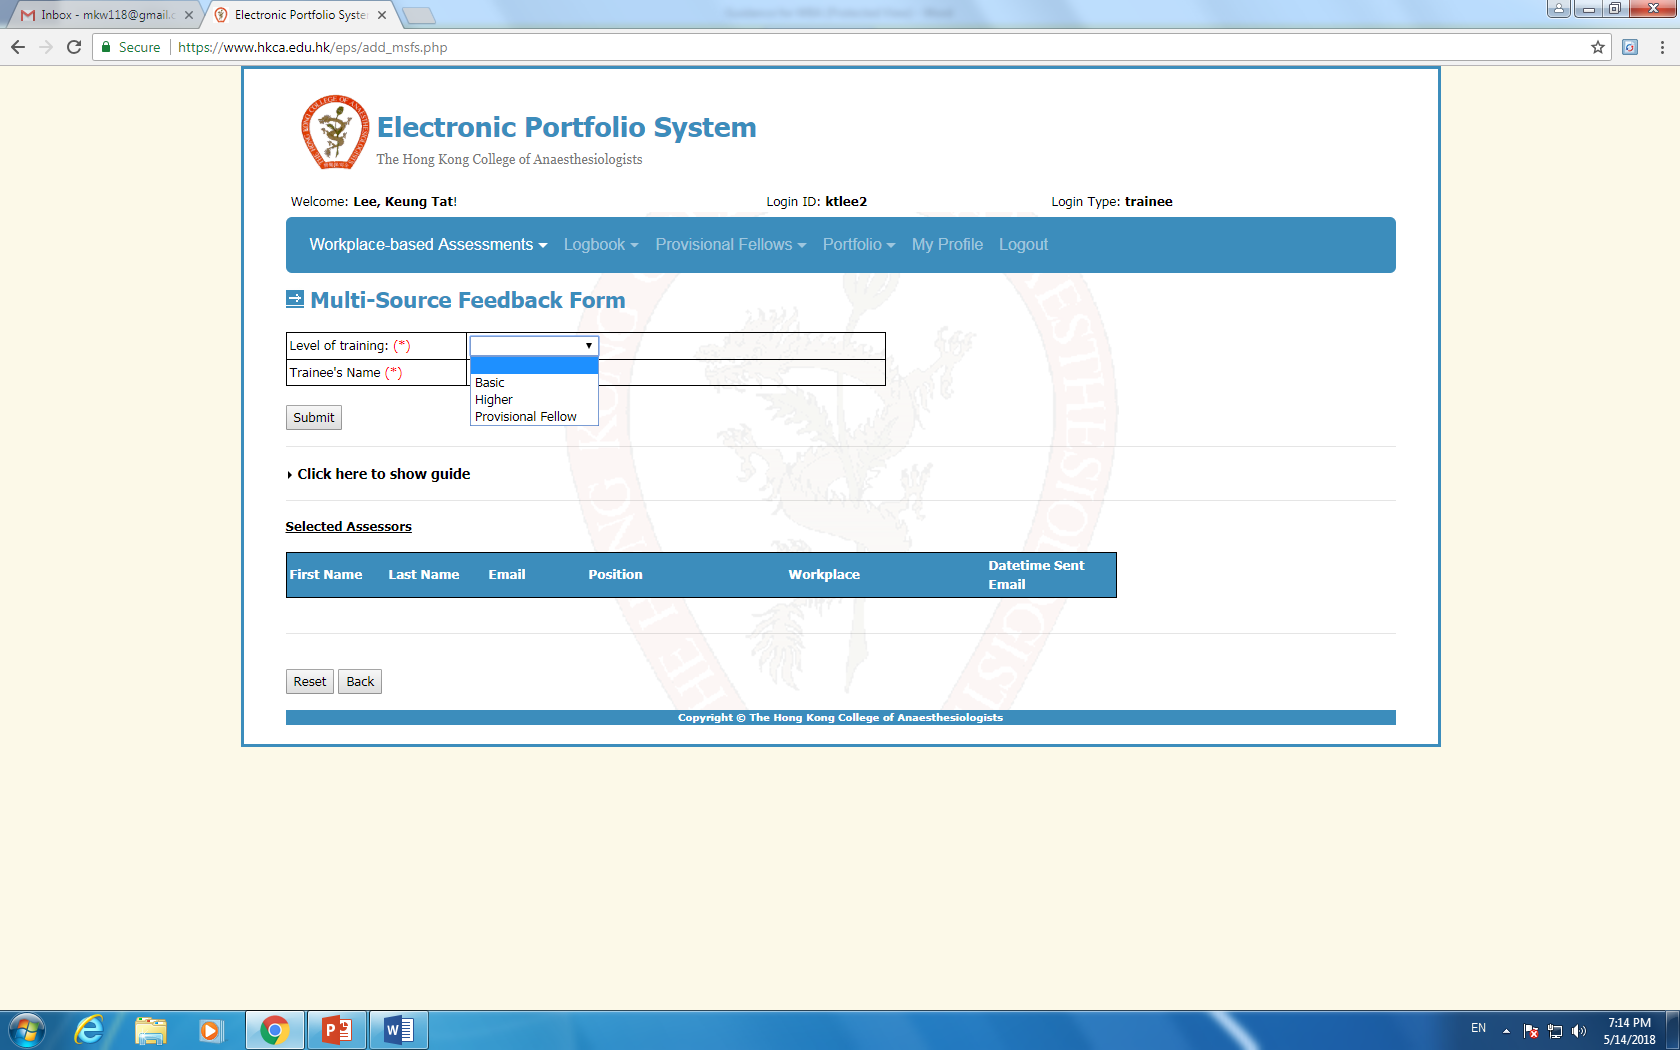 Inbox - mkw118@gmail.c
Electronic Portfolio Syste
Secure
https://www.hkca.edu.hk/eps/add_msfs.php
Electronic Portfolio System
The Hong Kong College of Anaesthesiologists
Welcome: Lee, Keung Tat! Login ID: ktlee2 Login Type: trainee
Workplace-based Assessments Logbook Provisional Fellows Portfolio My Profile Logout
Multi-Source Feedback Form
Level of training: (*)
Trainee's Name (*)
Basic
Higher
Provisional Fellow
Submit
Click here to show guide
Selected Assessors
First Name Last Name Email Position Workplace Datetime Sent
Email
Reset Back
Copyright © The Hong Kong College of Anaesthesiologists
EN
7:14 PM
5/14/2018